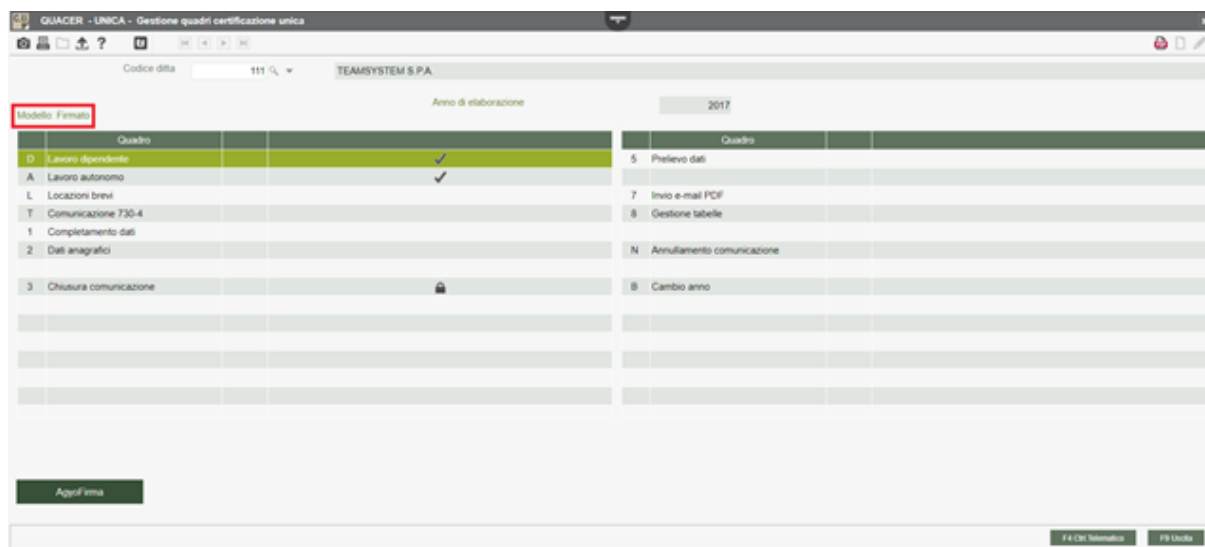 QUACER - UNICA - Gestione quadri certificazione unica
?
Codice ditta 111 TEAMSYSTEM S.P.A.
Anno di elaborazione 2017
Modello: Firmato
Quadro Quadro
D Lavoro dipendente 5 Prelievo dati
A Lavoro autonomo
L Locazioni brevi 7 Invio e-mail PDF
T Comunicazione 730-4 8 Gestione tabelle
1 Completamento dati
2 Dati anagrafici N Annullamento comunicazione
3 Chiusura comunicazione B Cambio anno
AgyoFirma
F4 Ctrl Telematico F9 Uscita